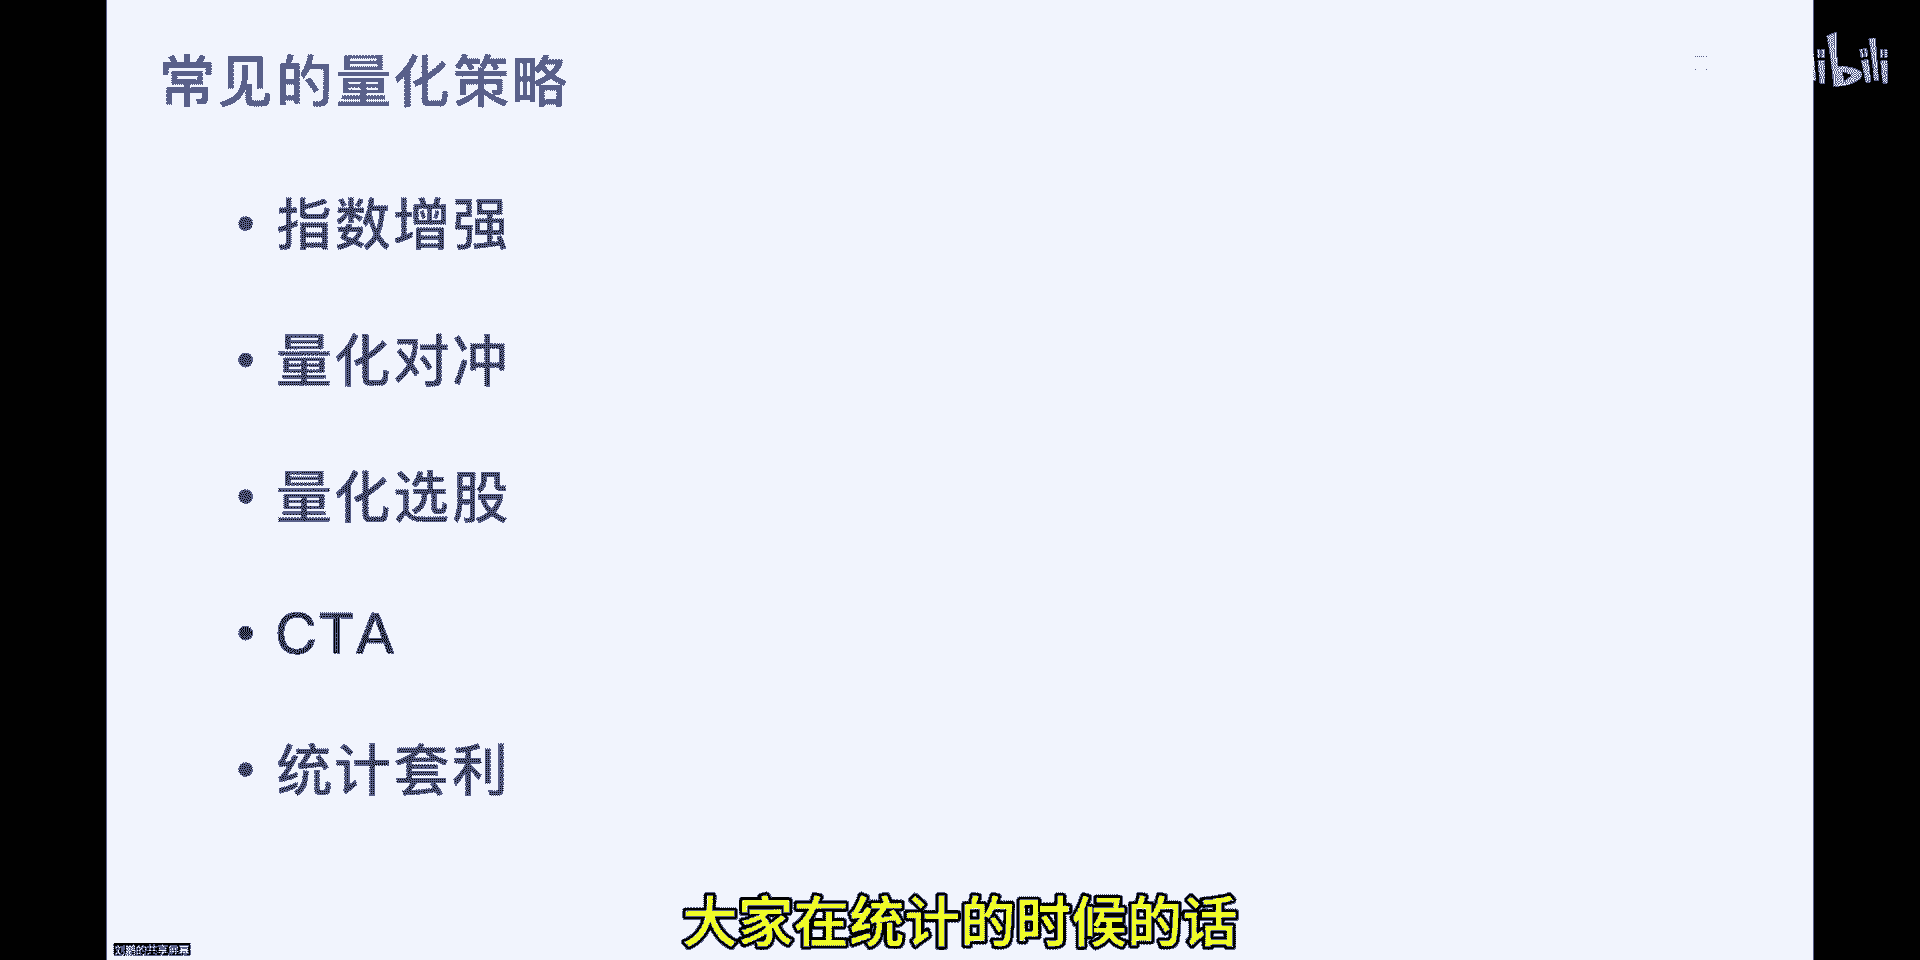 常见的量化策略
ibili
• 指数增强
• 量化对冲
• 量化选股
• CTA
• 统计套利
大家在统计的时候的话
刘鹏的共享屏幕